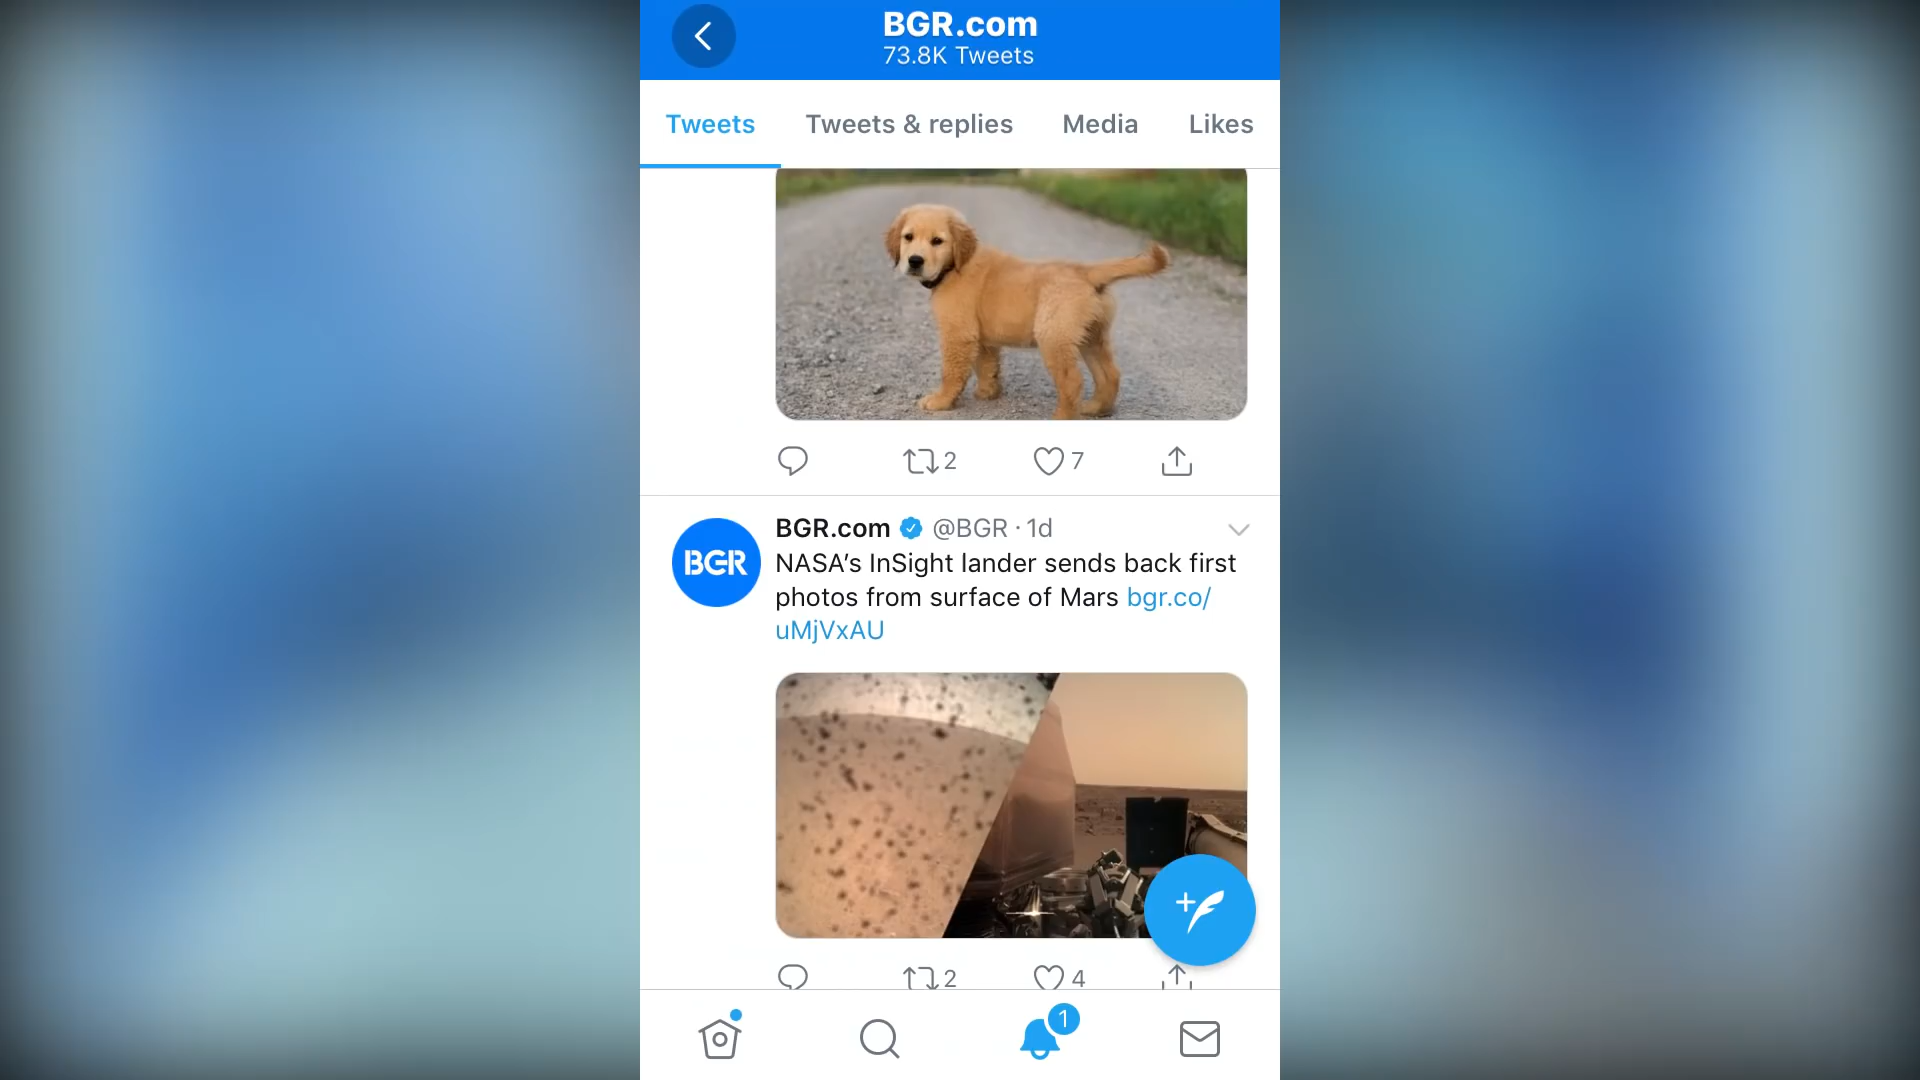 BGR.com
73.8K Tweets
Tweets
Tweets & replies
Media
Likes
2
7
BGR.com @BGR · 1d
BGR
NASA’s InSight lander sends back first
photos from surface of Mars bgr.co/
uMjVxAU
2
4
1